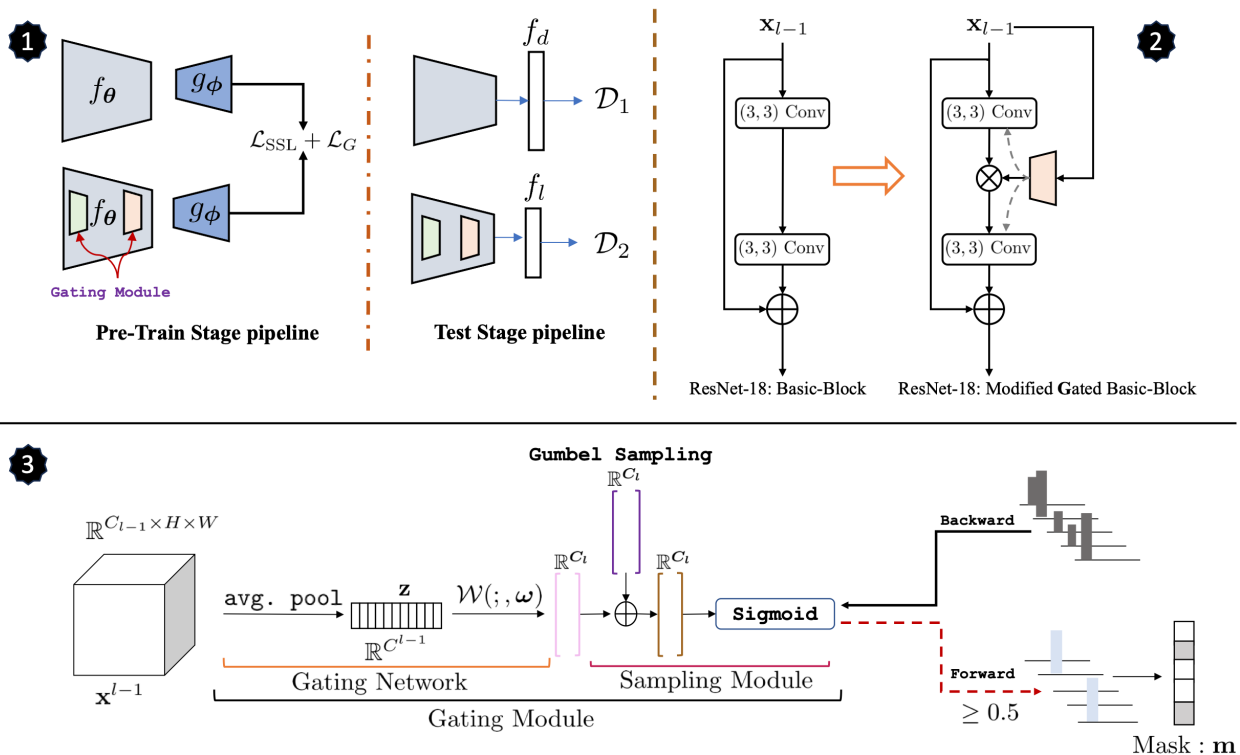 1
f_θ
g_ϕ
L_SSL + L_G
f_θ
g_ϕ
Gating Module
Pre-Train Stage pipeline
f_d
D_1
f_l
D_2
Test Stage pipeline
2
x_{l−1}
(3, 3) Conv
(3, 3) Conv
ResNet-18: Basic-Block
x_{l−1}
(3, 3) Conv
(3, 3) Conv
ResNet-18: Modified Gated Basic-Block
3
ℝ^{C_{l−1}×H×W}
x^{l−1}
avg. pool
z
ℝ^{C^{l−1}}
W(;, ω)
ℝ^{C_l}
Gumbel Sampling
ℝ^{C_l}
ℝ^{C_l}
Sigmoid
Gating Network
Sampling Module
Gating Module
Backward
Forward
≥ 0.5
Mask : m